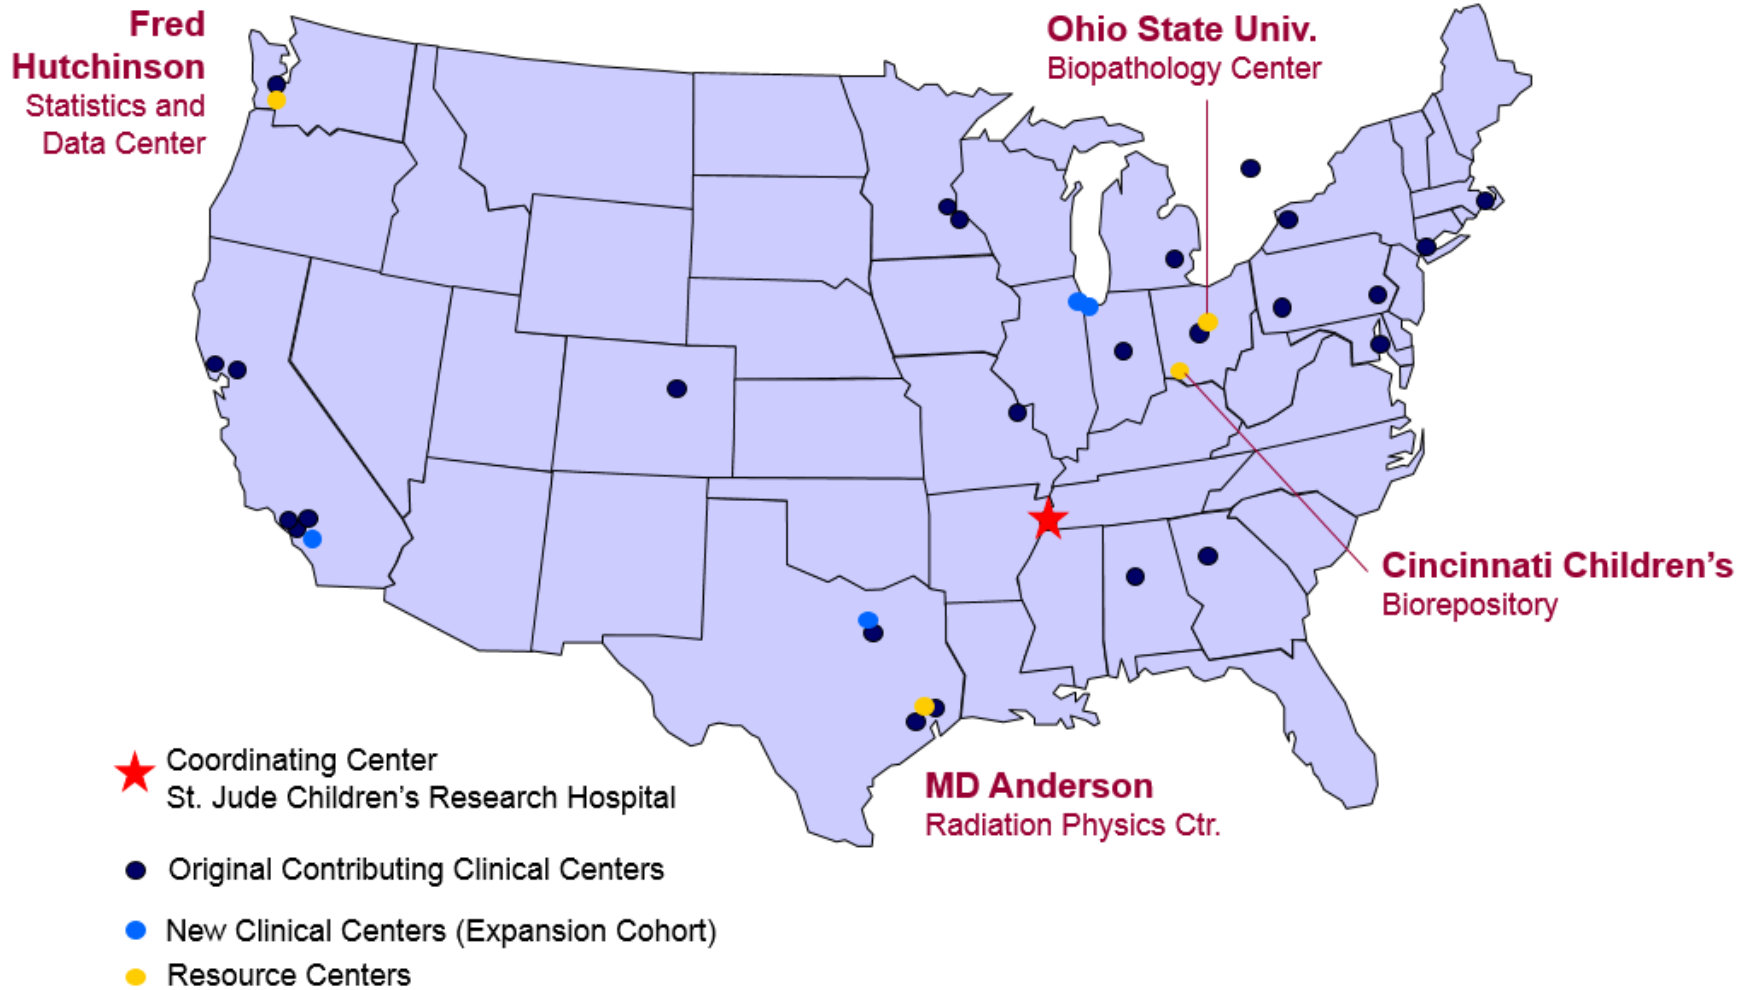 Fred
Hutchinson
Statistics and
Data Center
Ohio State Univ.
Biopathology Center
Cincinnati Children's
Biorepository
MD Anderson
Radiation Physics Ctr.
Coordinating Center
St. Jude Children's Research Hospital
Original Contributing Clinical Centers
New Clinical Centers (Expansion Cohort)
Resource Centers